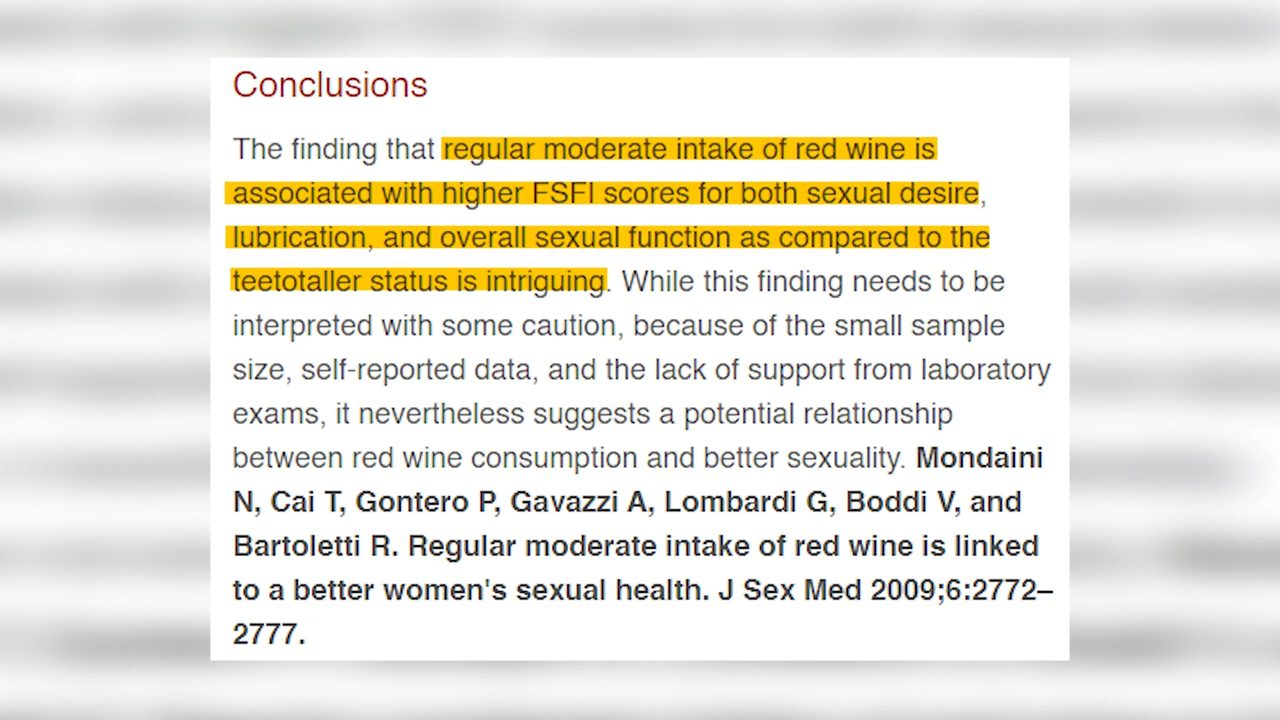 Conclusions
The finding that regular moderate intake of red wine is
associated with higher FSFI scores for both sexual desire,
lubrication, and overall sexual function as compared to the
teetotaller status is intriguing. While this finding needs to be
interpreted with some caution, because of the small sample
size, self-reported data, and the lack of support from laboratory
exams, it nevertheless suggests a potential relationship
between red wine consumption and better sexuality. Mondaini
N, Cai T, Gontero P, Gavazzi A, Lombardi G, Boddi V, and
Bartoletti R. Regular moderate intake of red wine is linked
to a better women's sexual health. J Sex Med 2009;6:2772–
2777.